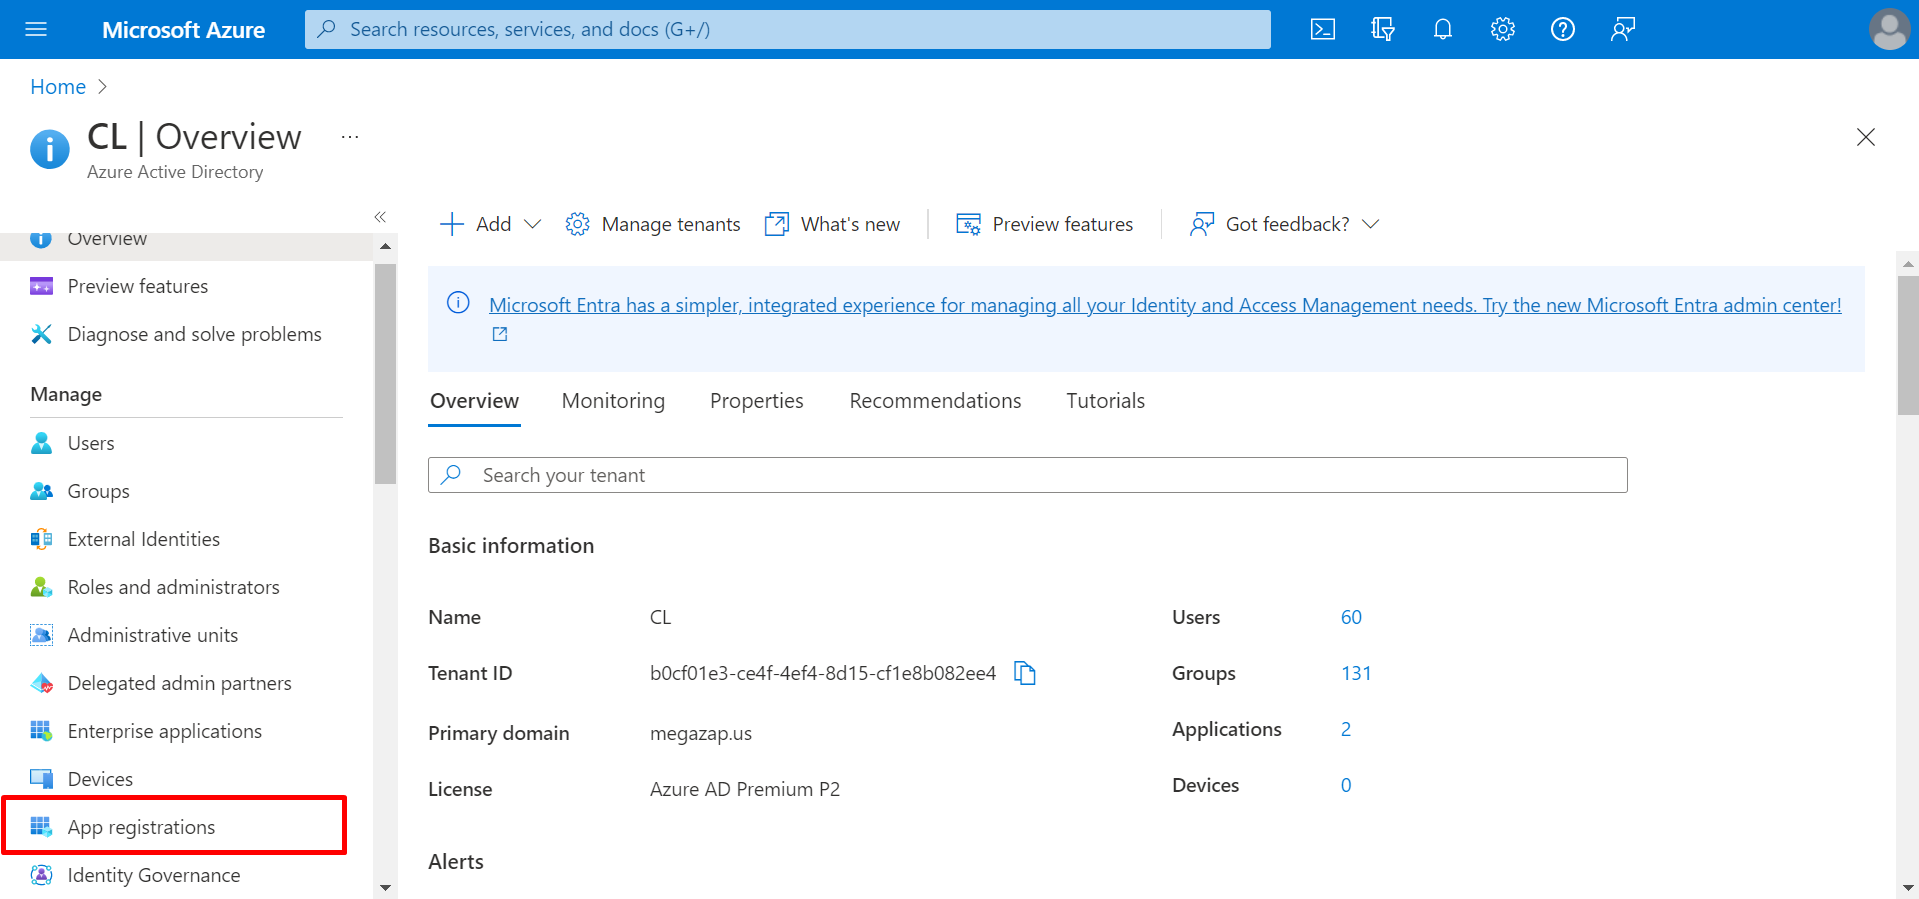 Microsoft Azure
Search resources, services, and docs (G+/)
Home
CL | Overview
...
Azure Active Directory
Overview
Preview features
Diagnose and solve problems
Manage
Users
Groups
External Identities
Roles and administrators
Administrative units
Delegated admin partners
Enterprise applications
Devices
App registrations
Identity Governance
Add
Manage tenants
What's new
Preview features
Got feedback?
Microsoft Entra has a simpler, integrated experience for managing all your Identity and Access Management needs. Try the new Microsoft Entra admin center!
Overview Monitoring Properties Recommendations Tutorials
Search your tenant
Basic information
Name CL
Tenant ID b0cf01e3-ce4f-4ef4-8d15-cf1e8b082ee4
Primary domain megazap.us
License Azure AD Premium P2
Users 60
Groups 131
Applications 2
Devices 0
Alerts